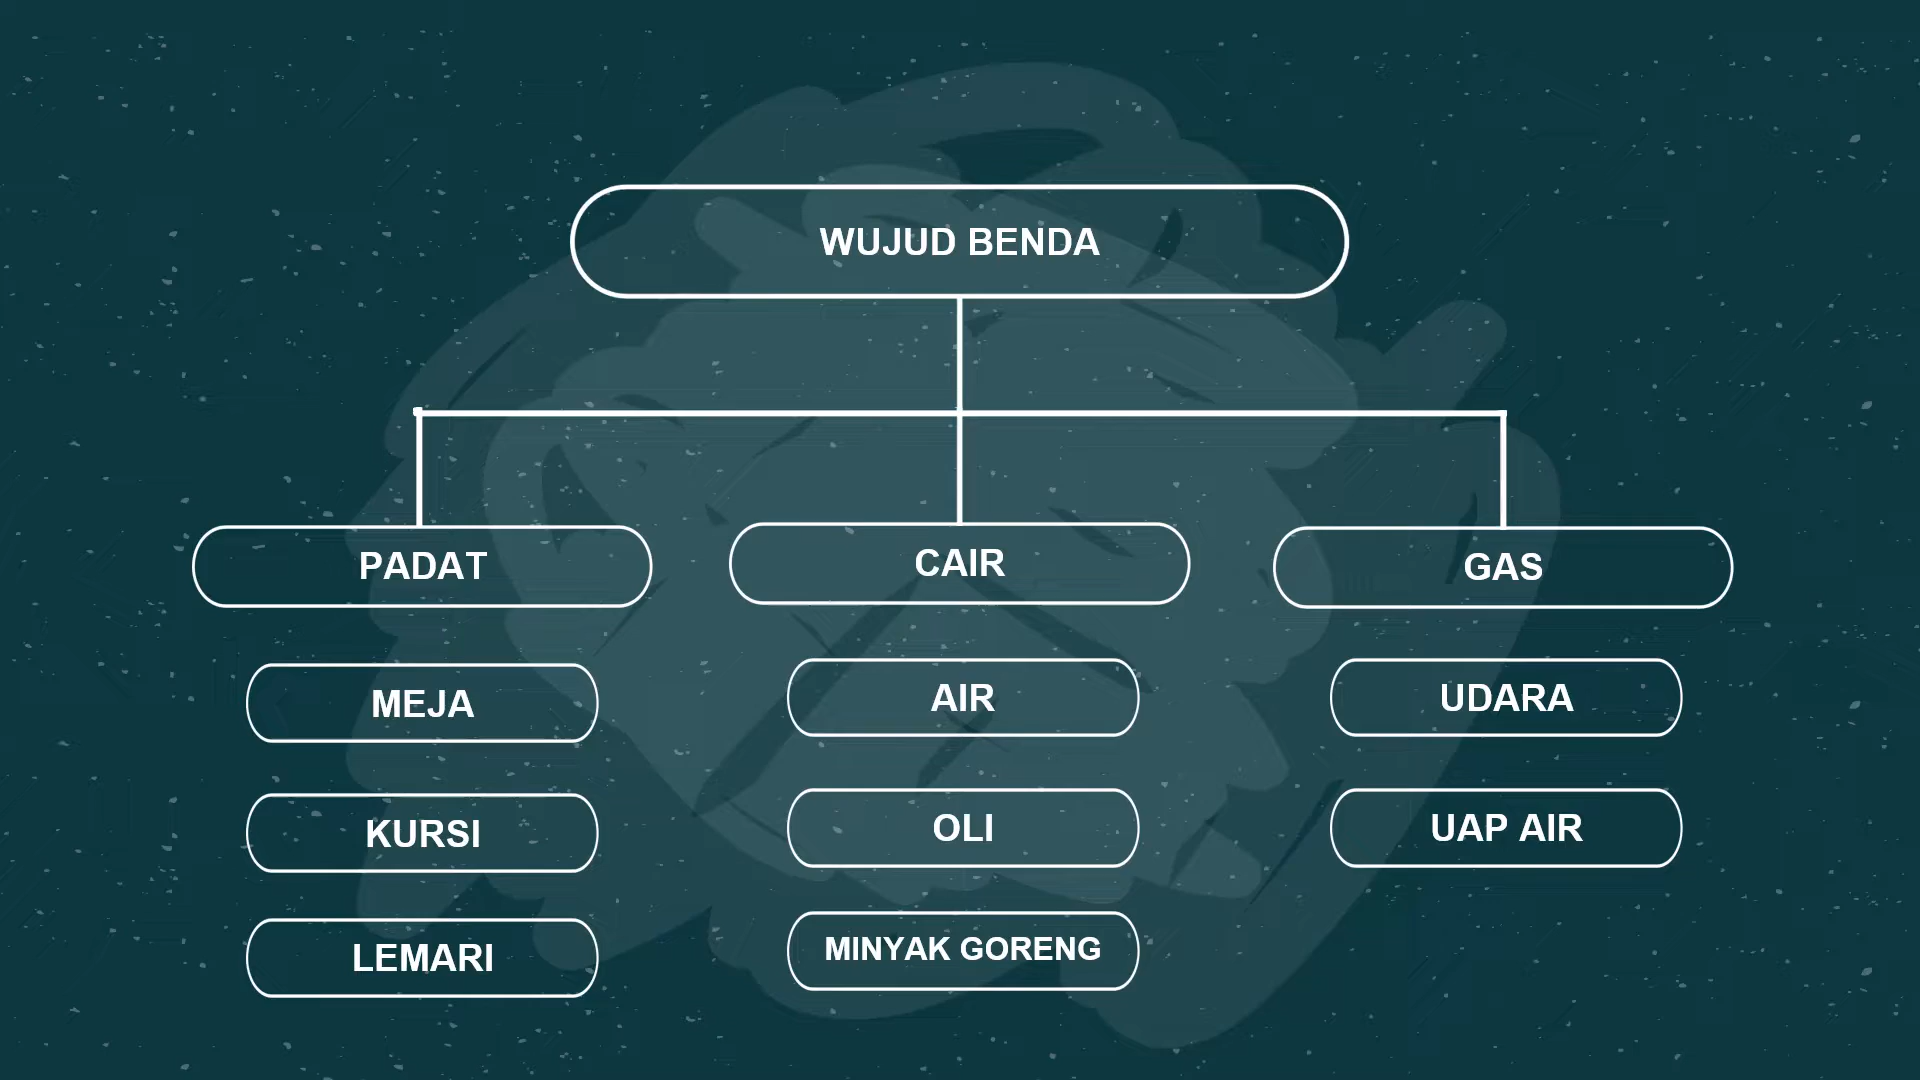 WUJUD BENDA
PADAT
CAIR
GAS
MEJA
AIR
UDARA
KURSI
OLI
UAP AIR
LEMARI
MINYAK GORENG